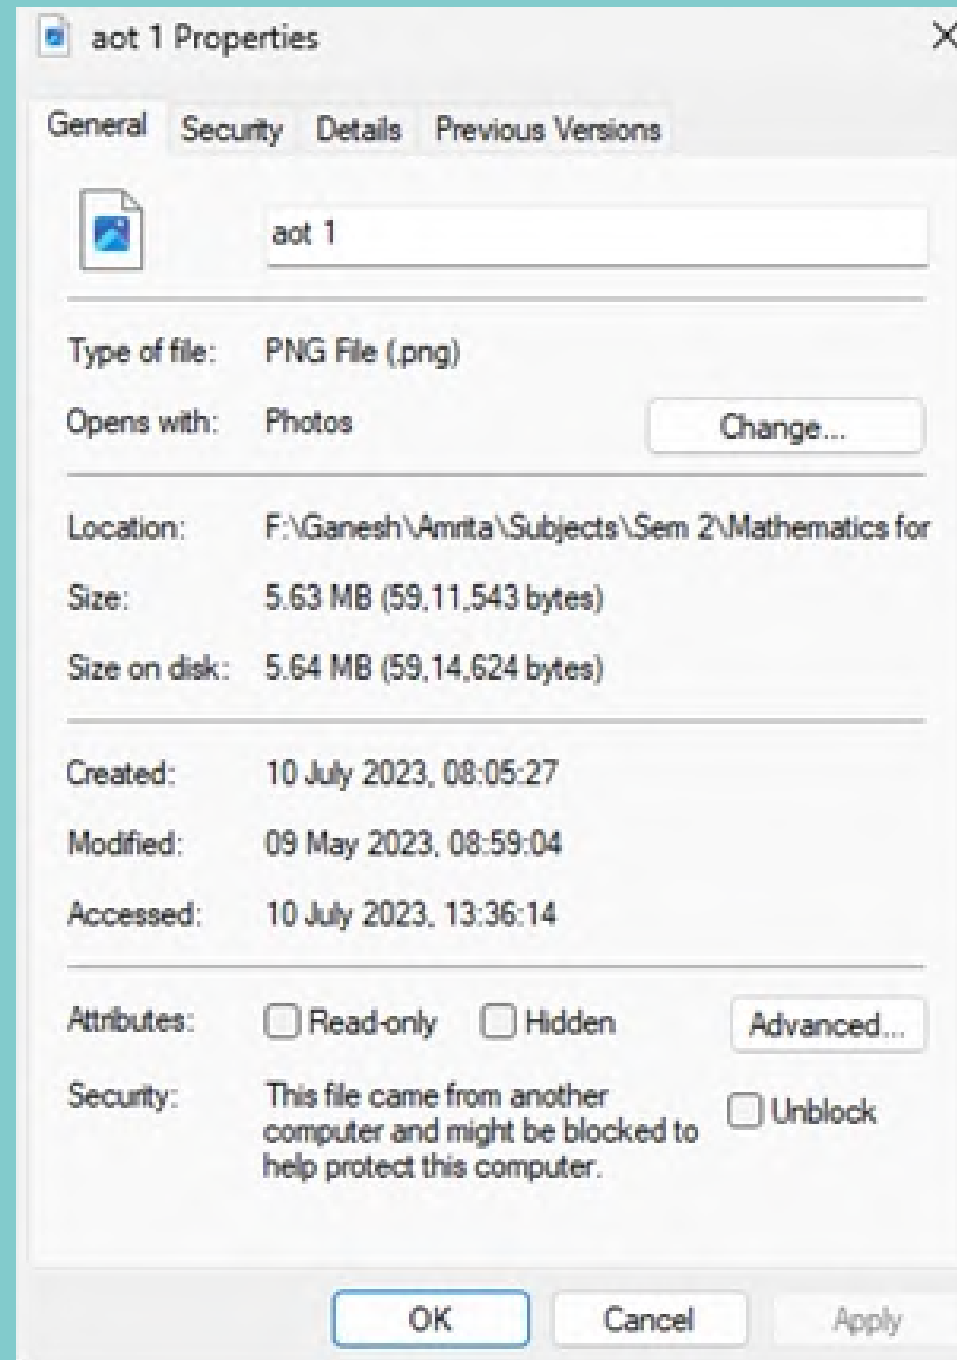 aot 1 Properties
General Security Details Previous Versions
aot 1
Type of file: PNG File (.png)
Opens with: Photos Change...
Location: F:\Ganesh\Amrita\Subjects\Sem 2\Mathematics for
Size: 5.63 MB (59,11,543 bytes)
Size on disk: 5.64 MB (59,14,624 bytes)
Created: 10 July 2023, 08:05:27
Modified: 09 May 2023, 08:59:04
Accessed: 10 July 2023, 13:36:14
Attributes: Read-only Hidden Advanced...
Security: This file came from another
computer and might be blocked to
help protect this computer.
Unblock
OK Cancel Apply